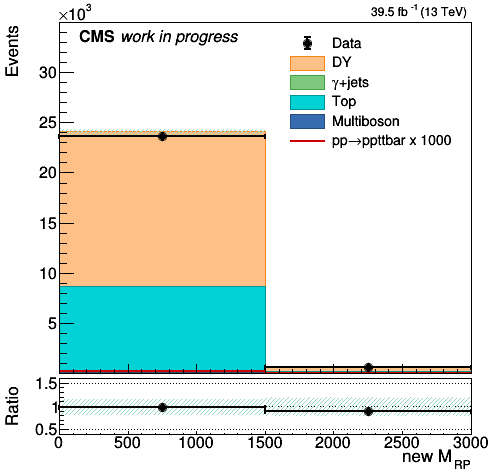 ×10³
39.5 fb⁻¹ (13 TeV)
CMS work in progress
Events
Data
DY
γ+jets
Top
Multiboson
pp→ppttbar x 1000
30
25
20
15
10
5
Ratio
1.5
1
0.5
0 500 1000 1500 2000 2500 3000
new M_RP